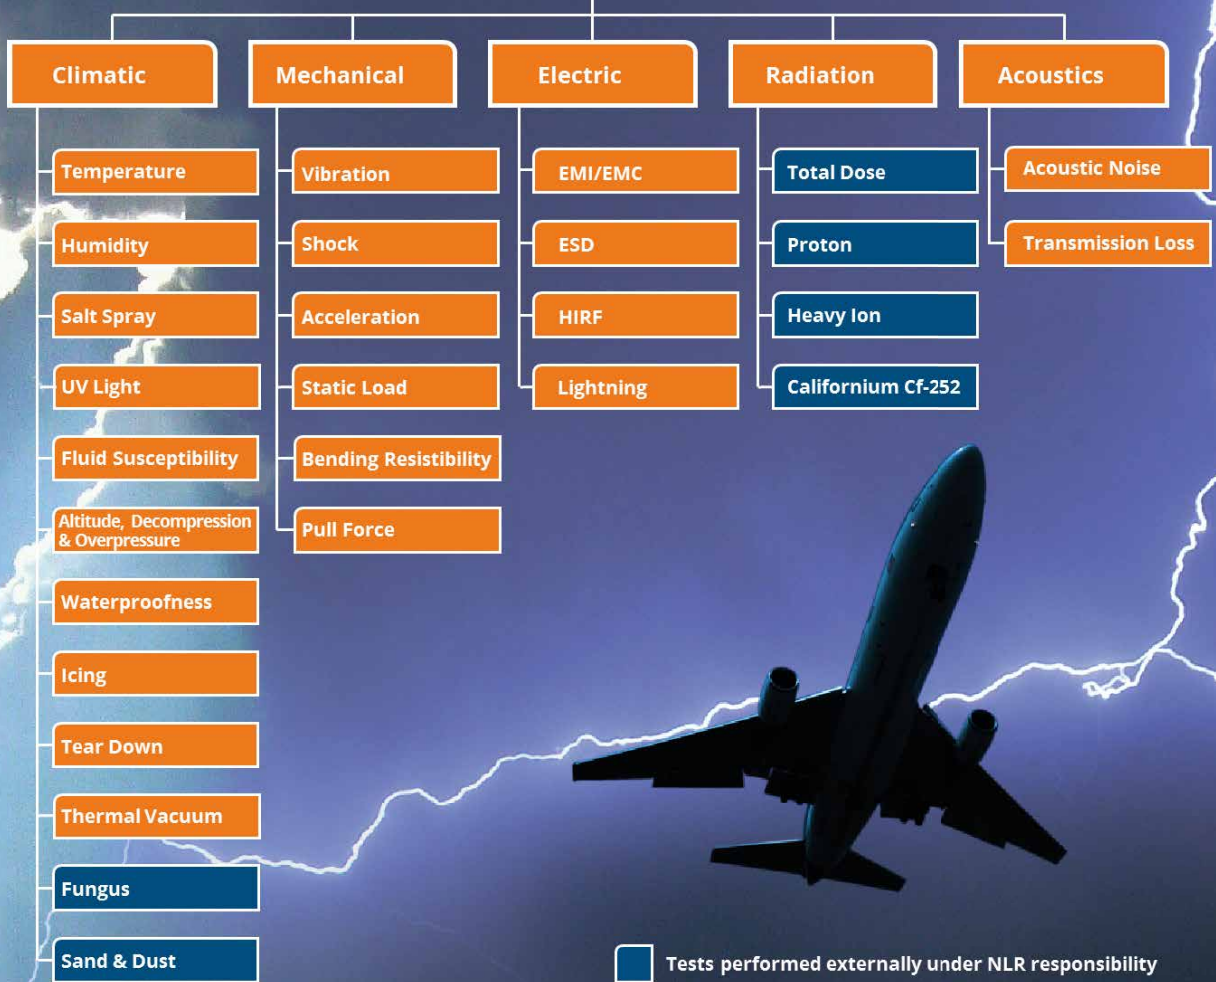 Climatic
Mechanical
Electric
Radiation
Acoustics
Temperature
Humidity
Salt Spray
UV Light
Fluid Susceptibility
Altitude, Decompression
& Overpressure
Waterproofness
Icing
Tear Down
Thermal Vacuum
Fungus
Sand & Dust
Vibration
Shock
Acceleration
Static Load
Bending Resistibility
Pull Force
EMI/EMC
ESD
HIRF
Lightning
Total Dose
Proton
Heavy Ion
Californium Cf-252
Acoustic Noise
Transmission Loss
Tests performed externally under NLR responsibility